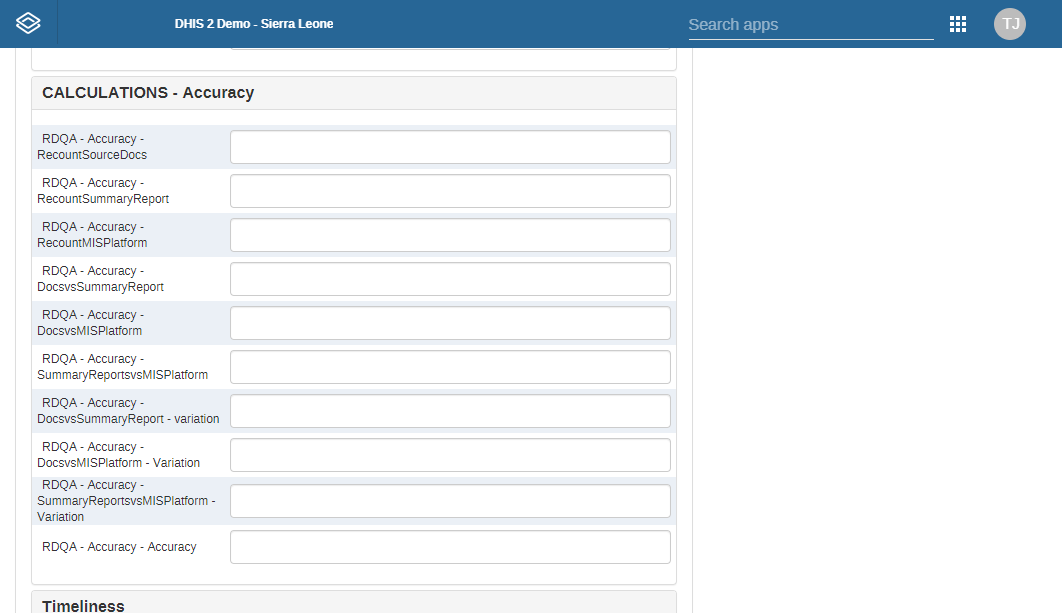 DHIS 2 Demo - Sierra Leone
Search apps
TJ
CALCULATIONS - Accuracy
RDQA - Accuracy -
RecountSourceDocs
RDQA - Accuracy -
RecountSummaryReport
RDQA - Accuracy -
RecountMISPlatform
RDQA - Accuracy -
DocsvsSummaryReport
RDQA - Accuracy -
DocsvsMISPlatform
RDQA - Accuracy -
SummaryReportsvsMISPlatform
RDQA - Accuracy -
DocsvsSummaryReport - variation
RDQA - Accuracy -
DocsvsMISPlatform - Variation
RDQA - Accuracy -
SummaryReportsvsMISPlatform -
Variation
RDQA - Accuracy - Accuracy
Timeliness